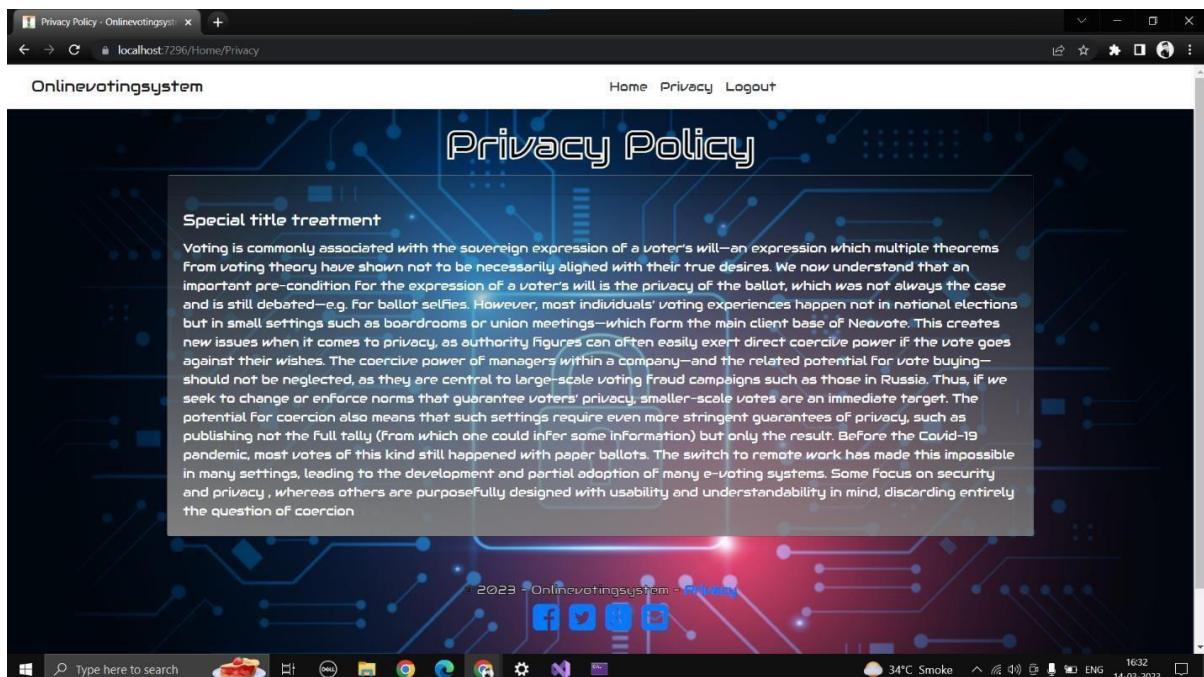 Privacy Policy - Onlinevotingsyst
localhost:7296/Home/Privacy
Onlinevotingsystem
Home Privacy Logout
Privacy Policy
Special title treatment
Voting is commonly associated with the sovereign expression of a voter's will—an expression which multiple theorems
from voting theory have shown not to be necessarily aligned with their true desires. We now understand that an
important pre-condition for the expression of a voter's will is the privacy of the ballot, which was not always the case
and is still debated—e.g. for ballot selfies. However, most individuals' voting experiences happen not in national elections
but in small settings such as boardrooms or union meetings—which form the main client base of Neovote. This creates
new issues when it comes to privacy, as authority figures can often easily exert direct coercive power if the vote goes
against their wishes. The coercive power of managers within a company—and the related potential for vote buying—
should not be neglected, as they are central to large-scale voting fraud campaigns such as those in Russia. Thus, if we
seek to change or enforce norms that guarantee voters' privacy, smaller-scale votes are an immediate target. The
potential for coercion also means that such settings require even more stringent guarantees of privacy, such as
publishing not the full tally (from which one could infer some information) but only the result. Before the Covid-19
pandemic, most votes of this kind still happened with paper ballots. The switch to remote work has made this impossible
in many settings, leading to the development and partial adoption of many e-voting systems. Some focus on security
and privacy , whereas others are purposefully designed with usability and understandability in mind, discarding entirely
the question of coercion
© 2023 - Onlinevotingsystem - Privacy
Type here to search
DELL
34°C Smoke
ENG
16:32
14-03-2023